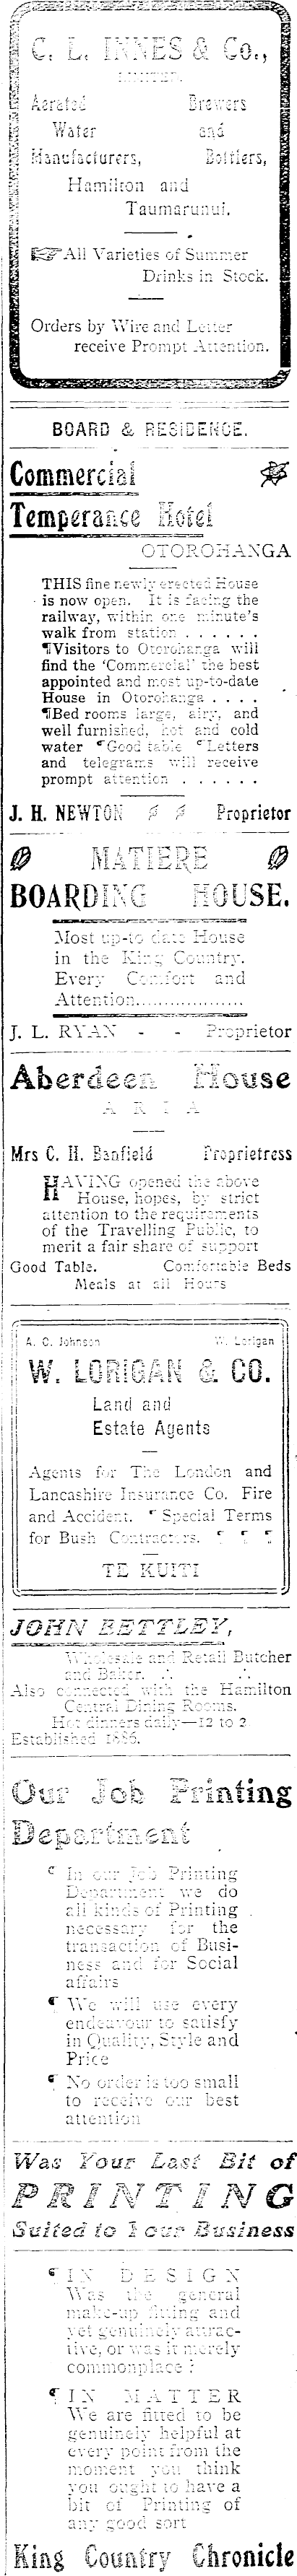 C. L. INNES & Co.,
LIMITED.
Aerated Brewers
Water and
Manufacturers, Bottlers,
Hamilton and
Taumarunui.
All Varieties of Summer
Drinks in Stock.
Orders by Wire and Letter
receive Prompt Attention.
BOARD & RESIDENCE.
Commercial
Temperance Hotel
OTOROHANGA
THIS fine newly erected House
is now open. It is facing the
railway, within one minute's
walk from station . . . . . .
¶Visitors to Otorohanga will
find the 'Commercial' the best
appointed and most up-to-date
House in Otorohanga . . . .
¶Bed rooms large, airy, and
well furnished, hot and cold
water ¶Good table ¶Letters
and telegrams will receive
prompt attention . . . . . .
J. H. NEWTON Proprietor
MATIERE
BOARDING HOUSE.
Most up-to date House
in the King Country.
Every Comfort and
Attention...................
J. L. RYAN - - Proprietor
Aberdeen House
ARIA
Mrs C. H. Banfield Proprietress
HAVING opened the above
House, hopes, by strict
attention to the requirements
of the Travelling Public, to
merit a fair share of support
Good Table. Comfortable Beds
Meals at all Hours
A. C. Johnson W. Lorigan
W. LORIGAN & CO.
Land and
Estate Agents
Agents for The London and
Lancashire Insurance Co. Fire
and Accident. ¶ Special Terms
for Bush Contractors. ¶ ¶ ¶
TE KUITI
JOHN BETTLEY,
Wholesale and Retail Butcher
and Baker. ∴ ∴
Also connected with the Hamilton
Central Dining Rooms.
Hot dinners daily—12 to 2
Established 1886.
Our Job Printing
Department
¶ In our Job Printing
Department we do
all kinds of Printing
necessary for the
transaction of Busi-
ness and for Social
affairs
¶ We will use every
endeavour to satisfy
in Quality, Style and
Price
¶ No order is too small
to receive our best
attention
Was Your Last Bit of
PRINTING
Suited to Your Business
¶ IN DESIGN
Was the general
make-up fitting and
yet genuinely attrac-
tive, or was it merely
commonplace ?
¶ IN MATTER
We are fitted to be
genuinely helpful at
every point from the
moment you think
you ought to have a
bit of Printing of
any good sort
King Country Chronicle